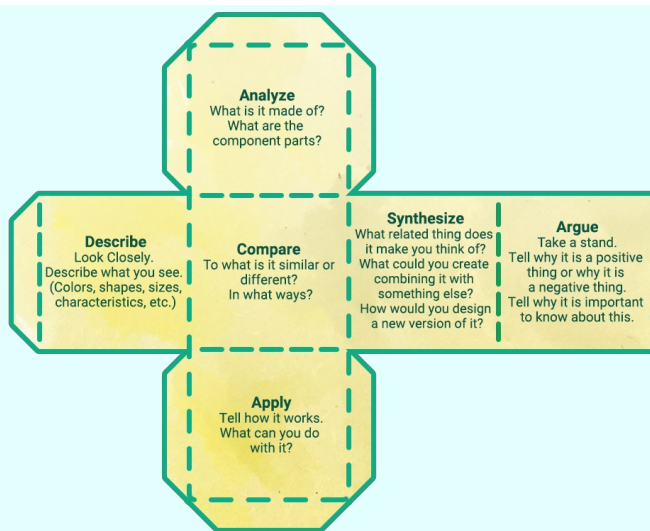 Analyze
What is it made of?
What are the
component parts?
Describe
Look Closely.
Describe what you see.
(Colors, shapes, sizes,
characteristics, etc.)
Compare
To what is it similar or
different?
In what ways?
Synthesize
What related thing does
it make you think of?
What could you create
combining it with
something else?
How would you design
a new version of it?
Argue
Take a stand.
Tell why it is a positive
thing or why it is
a negative thing.
Tell why it is important
to know about this.
Apply
Tell how it works.
What can you do
with it?